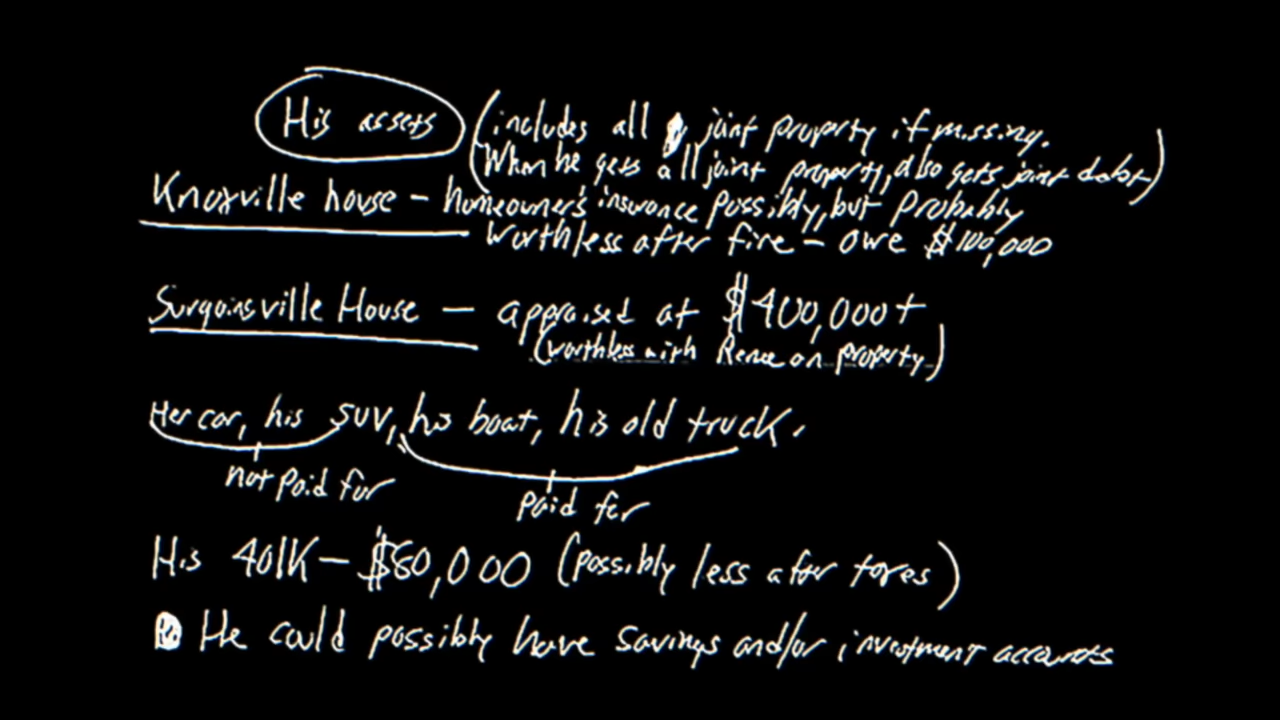 His assets (includes all joint property if missing.
(When he gets all joint property, also gets joint debt)
Knoxville house - homeowner's insurance possibly, but probably
worthless after fire - owe $100,000
Surgoinsville House - appraised at $400,000+
(worthless with Renee on property)
Her car, his SUV, his boat, his old truck.
not paid for
paid for
His 401K - $80,000 (possibly less after taxes)
He could possibly have savings and/or investment accounts